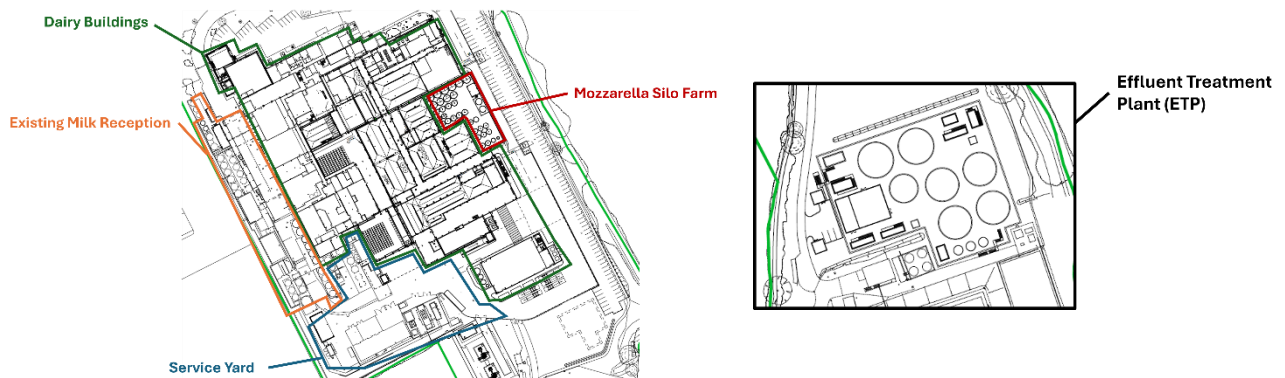 Dairy Buildings
Mozzarella Silo Farm
Existing Milk Reception
Service Yard
Effluent Treatment
Plant (ETP)